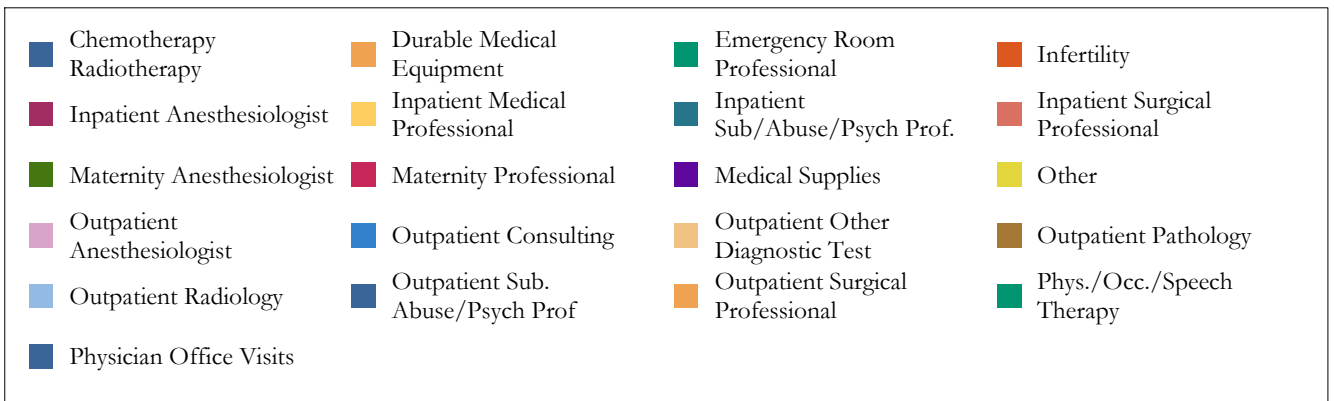 Chemotherapy
Radiotherapy
Durable Medical
Equipment
Emergency Room
Professional
Infertility
Inpatient Anesthesiologist
Inpatient Medical
Professional
Inpatient
Sub/Abuse/Psych Prof.
Inpatient Surgical
Professional
Maternity Anesthesiologist
Maternity Professional
Medical Supplies
Other
Outpatient
Anesthesiologist
Outpatient Consulting
Outpatient Other
Diagnostic Test
Outpatient Pathology
Outpatient Radiology
Outpatient Sub.
Abuse/Psych Prof
Outpatient Surgical
Professional
Phys./Occ./Speech
Therapy
Physician Office Visits